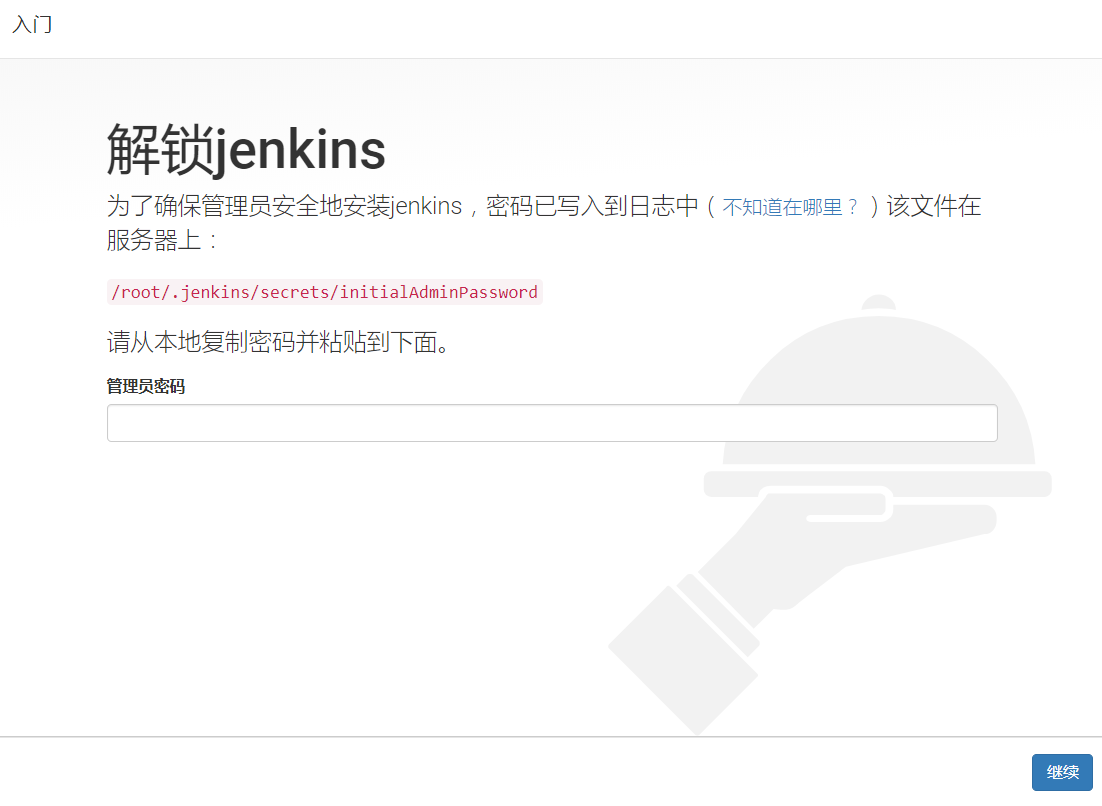 入门
解锁jenkins
为了确保管理员安全地安装jenkins，密码已写入到日志中（不知道在哪里？）该文件在
服务器上：
/root/.jenkins/secrets/initialAdminPassword
请从本地复制密码并粘贴到下面。
管理员密码
继续